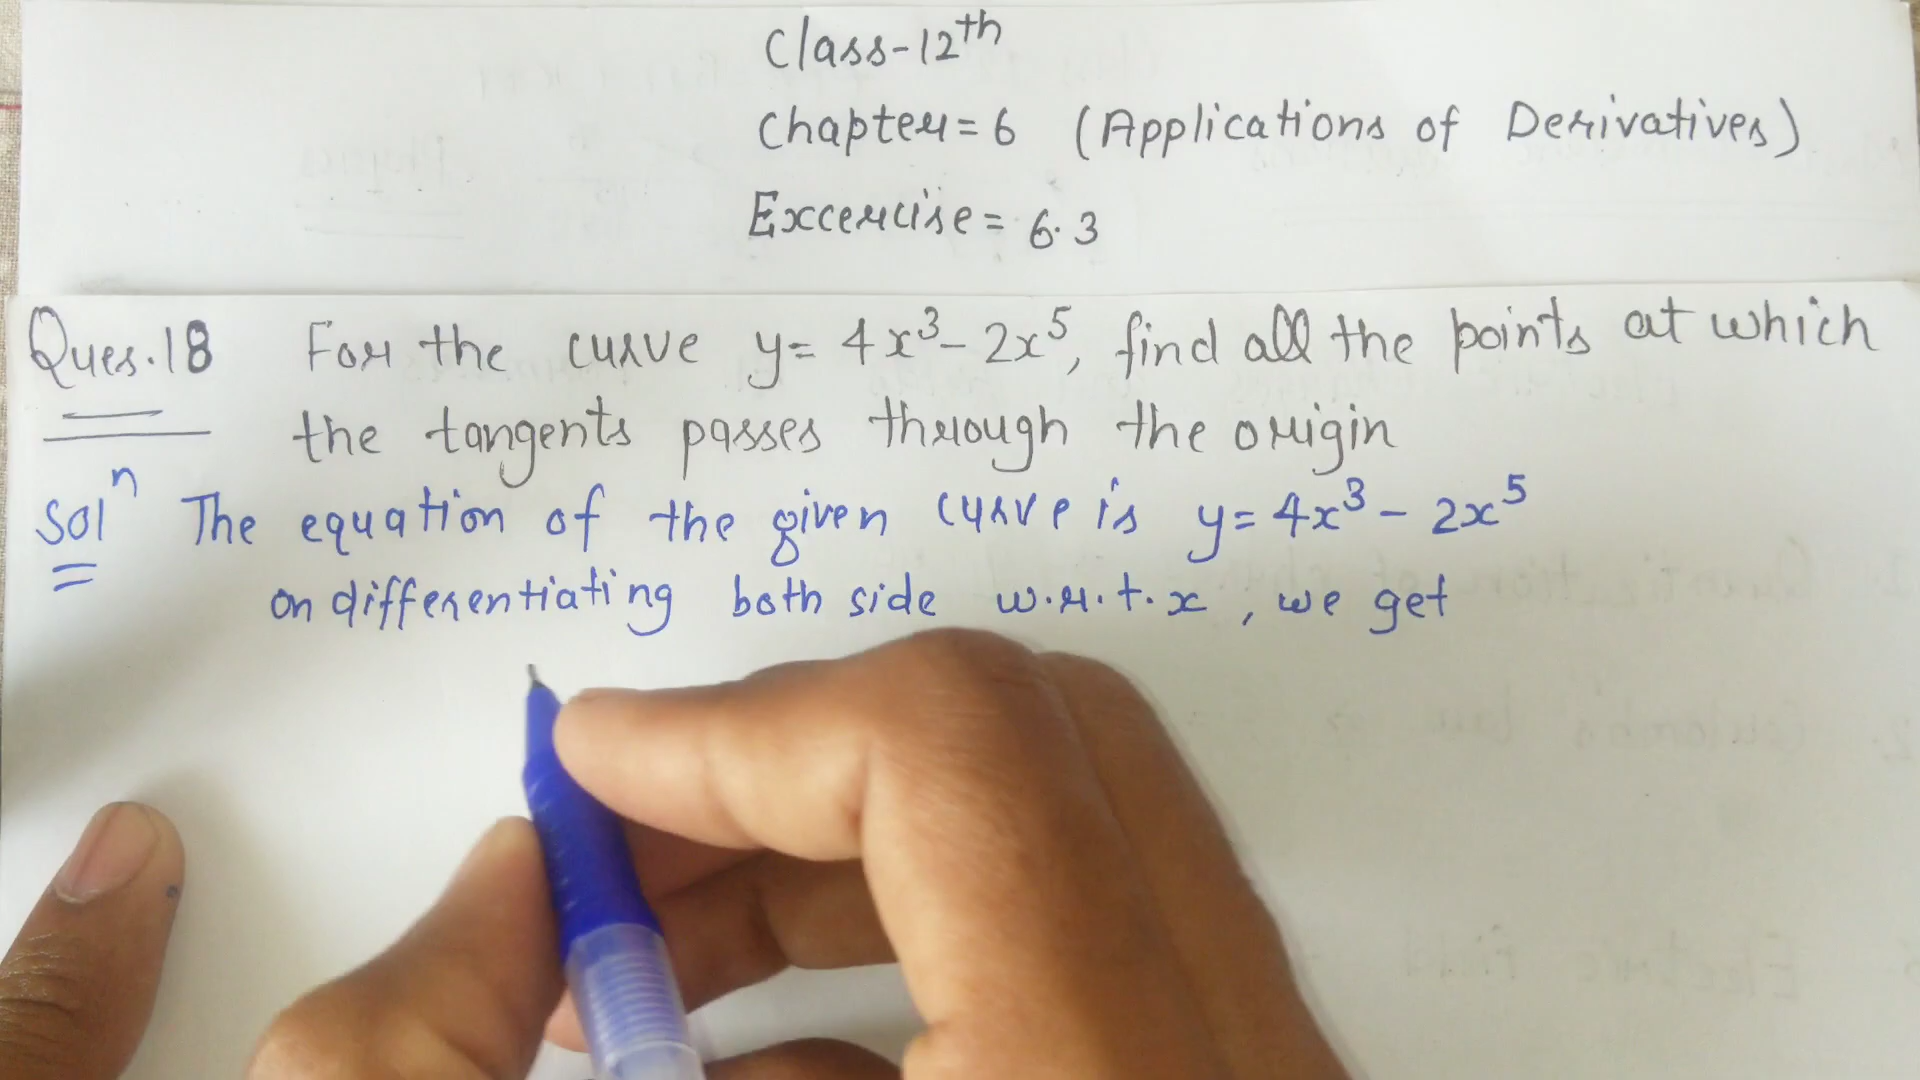 Class-12th
Chapter=6 (Applications of Derivatives)
Excercise= 6.3
Ques.18 For the curve y= 4x³- 2x⁵, find all the points at which
the tangents passes through the origin
Solⁿ The equation of the given curve is y= 4x³- 2x⁵
on differentiating both side w.r.t. x, we get